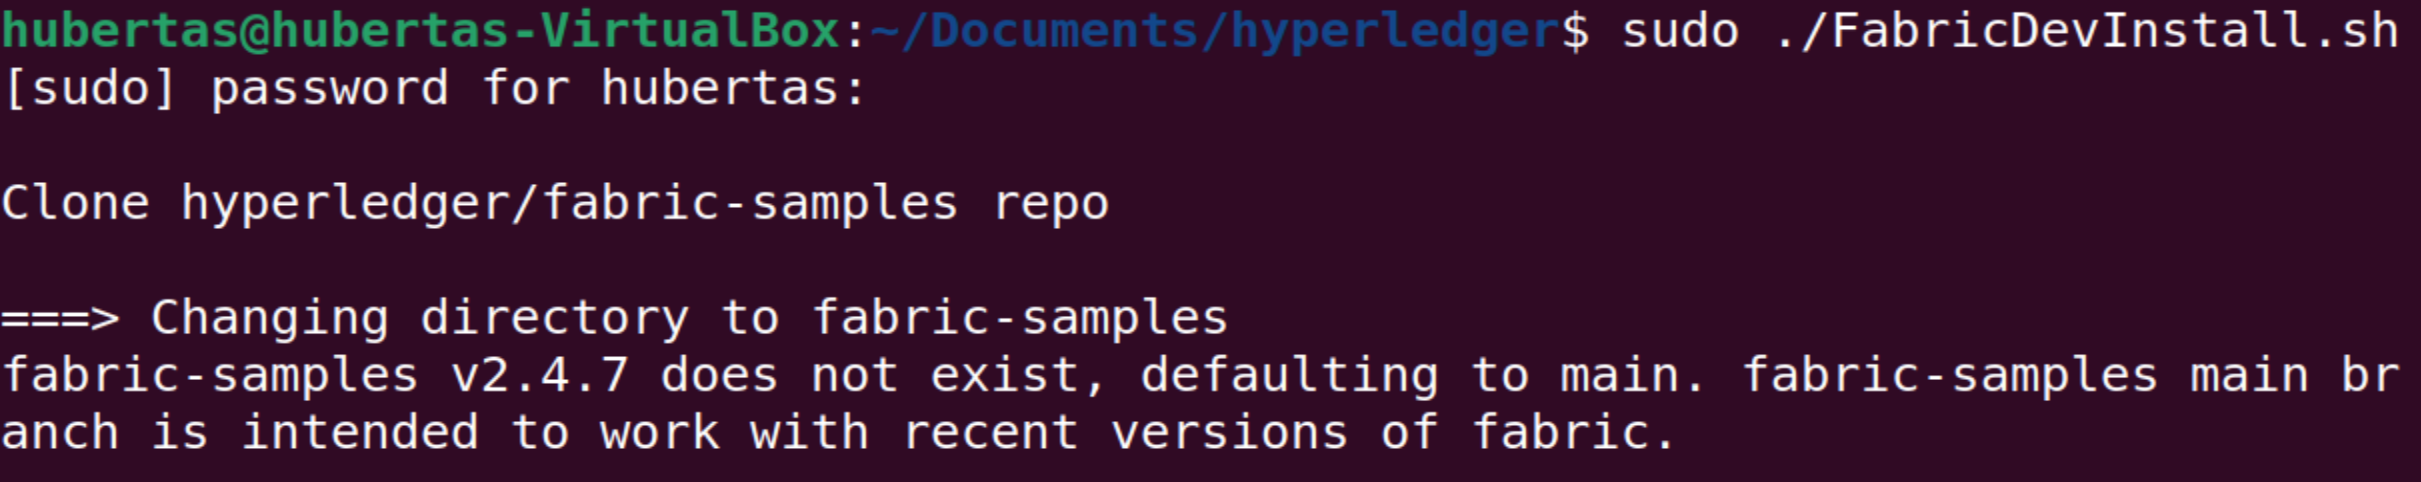 hubertas@hubertas-VirtualBox:~/Documents/hyperledger$ sudo ./FabricDevInstall.sh
[sudo] password for hubertas:
Clone hyperledger/fabric-samples repo
===> Changing directory to fabric-samples
fabric-samples v2.4.7 does not exist, defaulting to main. fabric-samples main br
anch is intended to work with recent versions of fabric.